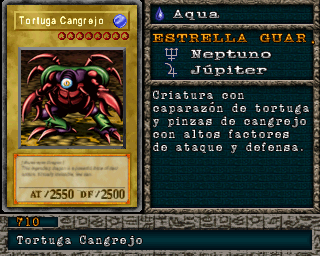 Tortuga Cangrejo
AT/2550 DF/2500
Aqua
ESTRELLA GUAR.
Neptuno
Júpiter
Criatura con
caparazón de tortuga
y pinzas de cangrejo
con altos factores
de ataque y defensa.
710
Tortuga Cangrejo